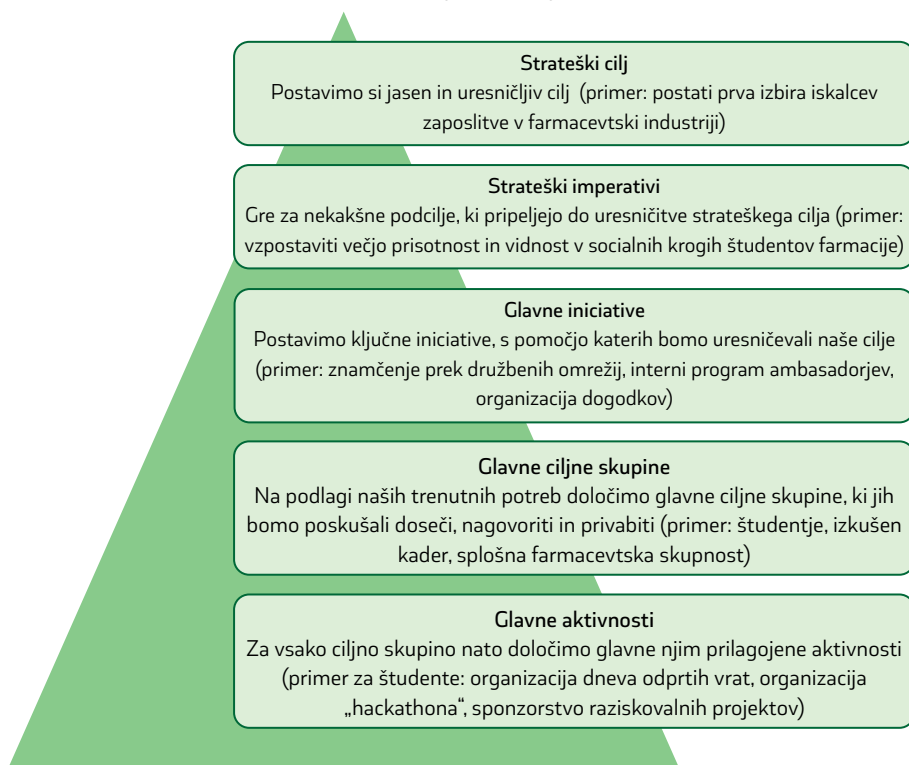 Strateški cilj
Postavimo si jasen in uresničljiv cilj (primer: postati prva izbira iskalcev
zaposlitve v farmacevtski industriji)
Strateški imperativi
Gre za nekakšne podcilje, ki pripeljejo do uresničitve strateškega cilja (primer:
vzpostaviti večjo prisotnost in vidnost v socialnih krogih študentov farmacije)
Glavne iniciative
Postavimo ključne iniciative, s pomočjo katerih bomo uresničevali naše cilje
(primer: znamčenje prek družbenih omrežij, interni program ambasadorjev,
organizacija dogodkov)
Glavne ciljne skupine
Na podlagi naših trenutnih potreb določimo glavne ciljne skupine, ki jih
bomo poskušali doseči, nagovoriti in privabiti (primer: študentje, izkušen
kader, splošna farmacevtska skupnost)
Glavne aktivnosti
Za vsako ciljno skupino nato določimo glavne njim prilagojene aktivnosti
(primer za študente: organizacija dneva odprtih vrat, organizacija
„hackathona“, sponzorstvo raziskovalnih projektov)